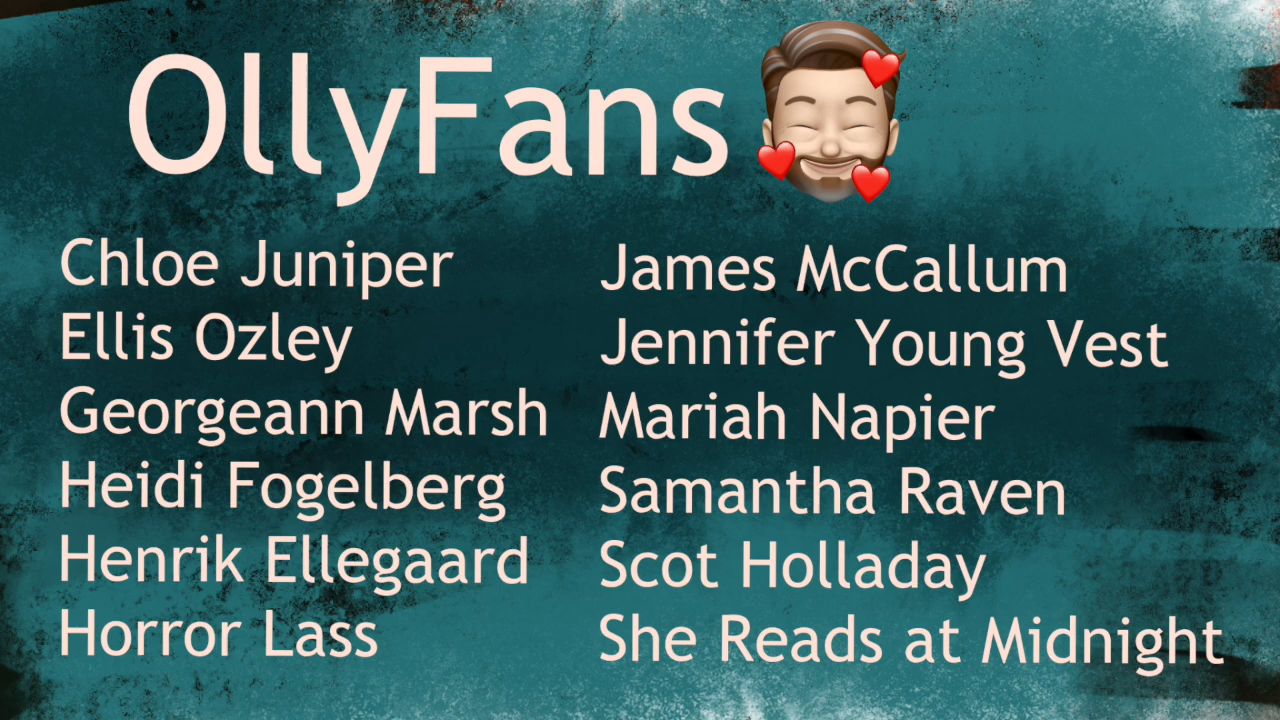 OllyFans
Chloe Juniper
Ellis Ozley
Georgeann Marsh
Heidi Fogelberg
Henrik Ellegaard
Horror Lass
James McCallum
Jennifer Young Vest
Mariah Napier
Samantha Raven
Scot Holladay
She Reads at Midnight